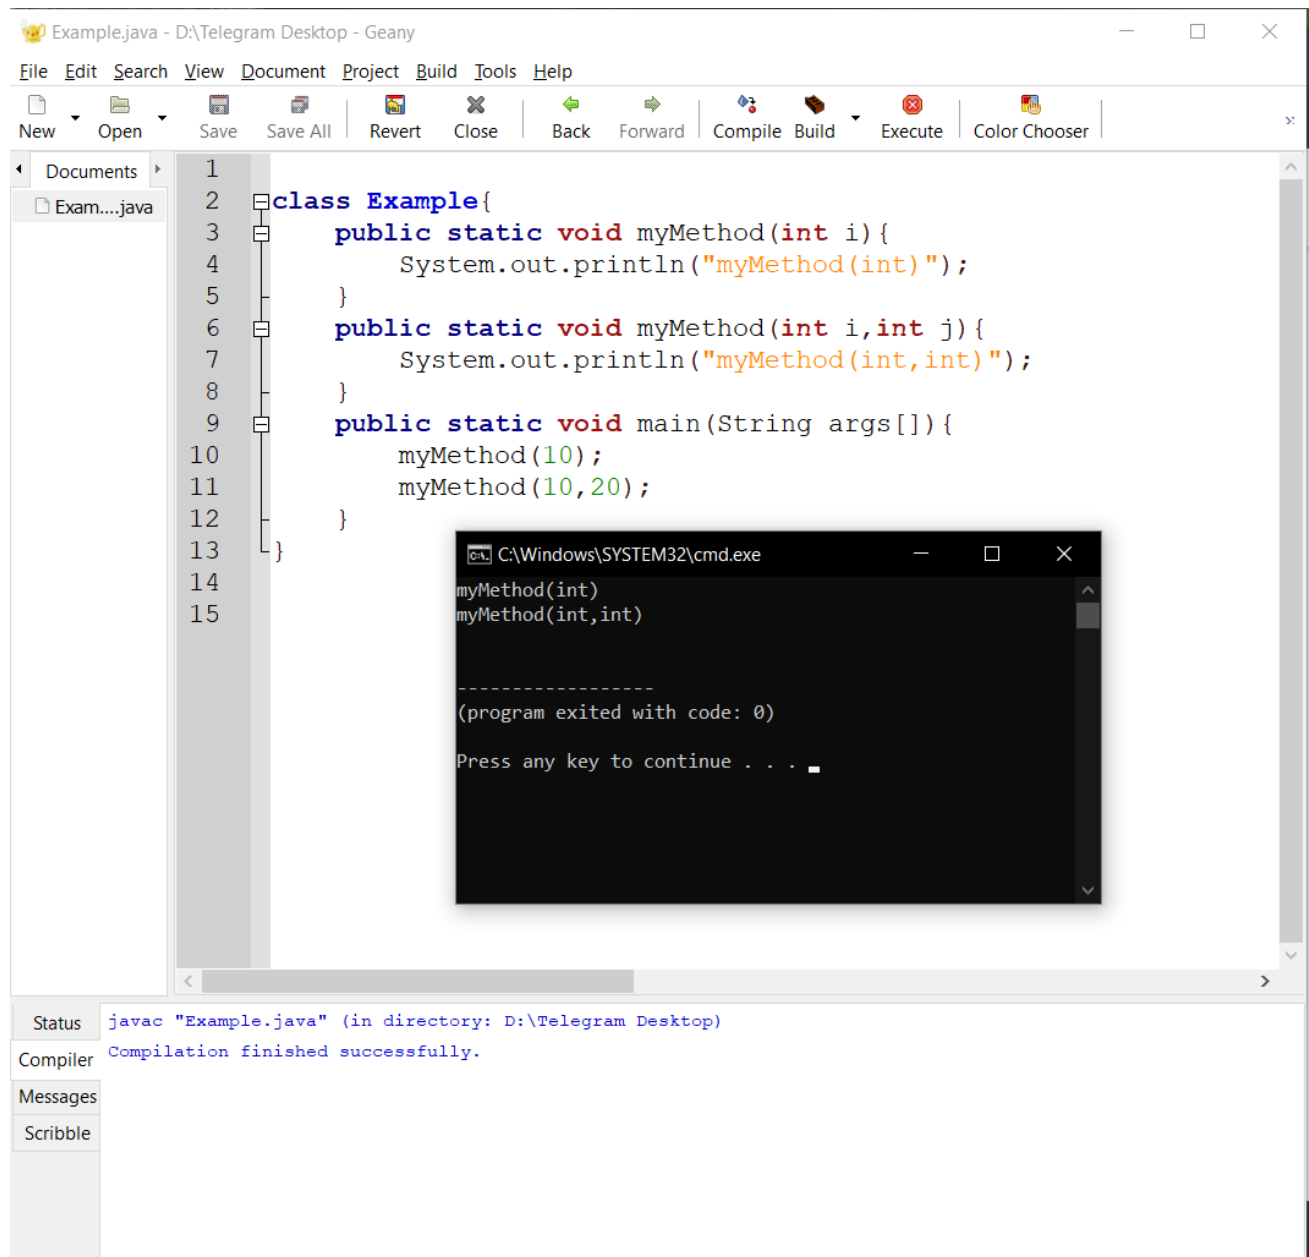 Example.java - D:\Telegram Desktop - Geany
File Edit Search View Document Project Build Tools Help
New Open Save Save All Revert Close Back Forward Compile Build Execute Color Chooser
Documents
Exam....java
1
2 class Example{
3 public static void myMethod(int i){
4 System.out.println("myMethod(int)");
5 }
6 public static void myMethod(int i,int j){
7 System.out.println("myMethod(int,int)");
8 }
9 public static void main(String args[]){
10 myMethod(10);
11 myMethod(10,20);
12 }
13 }
14
15
C:\Windows\SYSTEM32\cmd.exe
myMethod(int)
myMethod(int,int)
------------------
(program exited with code: 0)
Press any key to continue . . .
Status
Compiler
Messages
Scribble
javac "Example.java" (in directory: D:\Telegram Desktop)
Compilation finished successfully.